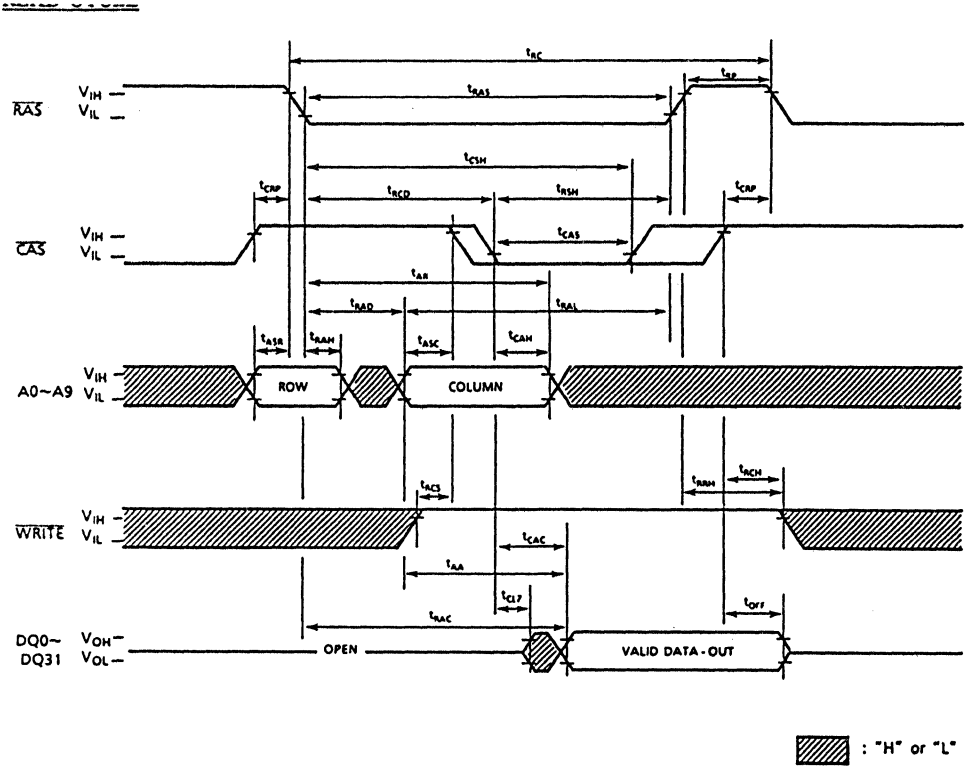 tRC
tRP
RAS
VIH
VIL
tRAS
tCSH
tCRP
tRCD
tRSH
tCRP
CAS
VIH
VIL
tCAS
tAR
tRAD
tRAL
tASR
tRAH
tASC
tCAH
A0~A9
VIH
VIL
ROW
COLUMN
tRCS
tRCH
tRRH
WRITE
VIH
VIL
tCAC
tAA
tCLZ
tOFF
tRAC
DQ0~
DQ31
VOH
VOL
OPEN
VALID DATA-OUT
: "H" or "L"